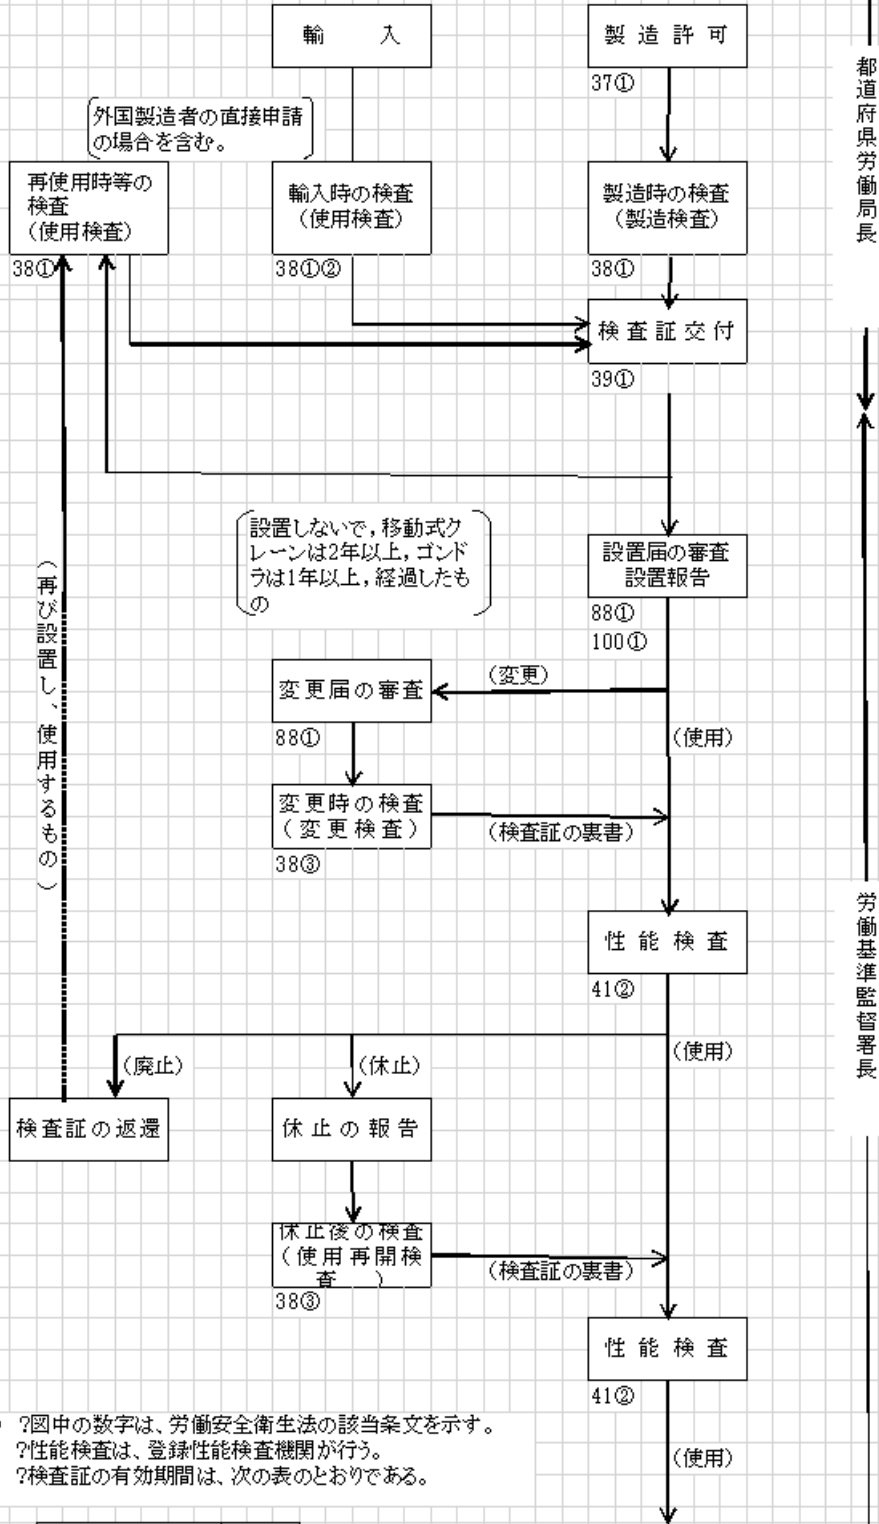 輸入
製造許可
37①
都道府県労働局長
外国製造者の直接申請
の場合を含む。
再使用時等の
検査
(使用検査)
38①
輸入時の検査
(使用検査)
38①②
製造時の検査
(製造検査)
38①
検査証交付
39①
設置しないで,移動式ク
レーンは2年以上,ゴンド
ラは1年以上,経過したも
の
設置届の審査
設置報告
88①
100①
(再び設置し、使用するもの)
変更届の審査
88①
(変更)
(使用)
変更時の検査
(変更検査)
38③
(検査証の裏書)
労働基準監督署長
性能検査
41②
(廃止)
(休止)
(使用)
検査証の返還
休止の報告
休止後の検査
(使用再開検
査)
38③
(検査証の裏書)
性能検査
41②
(使用)
?図中の数字は、労働安全衛生法の該当条文を示す。
?性能検査は、登録性能検査機関が行う。
?検査証の有効期間は、次の表のとおりである。